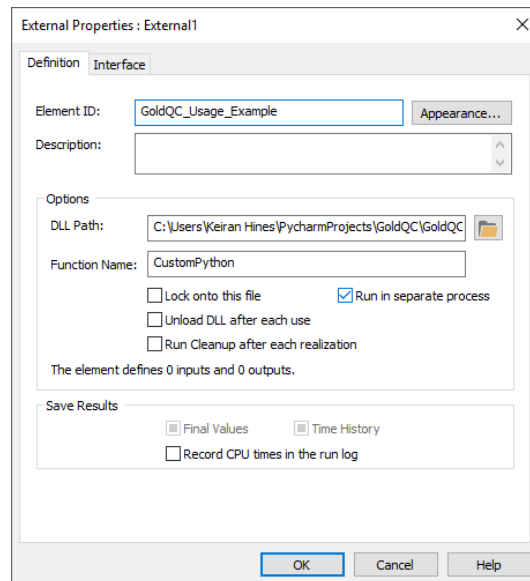 External Properties : External1
Definition
Interface
Element ID:
GoldQC_Usage_Example
Appearance...
Description:
Options
DLL Path:
C:\Users\Keiran Hines\PycharmProjects\GoldQC\GoldQC
Function Name:
CustomPython
Lock onto this file
Run in separate process
Unload DLL after each use
Run Cleanup after each realization
The element defines 0 inputs and 0 outputs.
Save Results
Final Values
Time History
Record CPU times in the run log
OK
Cancel
Help